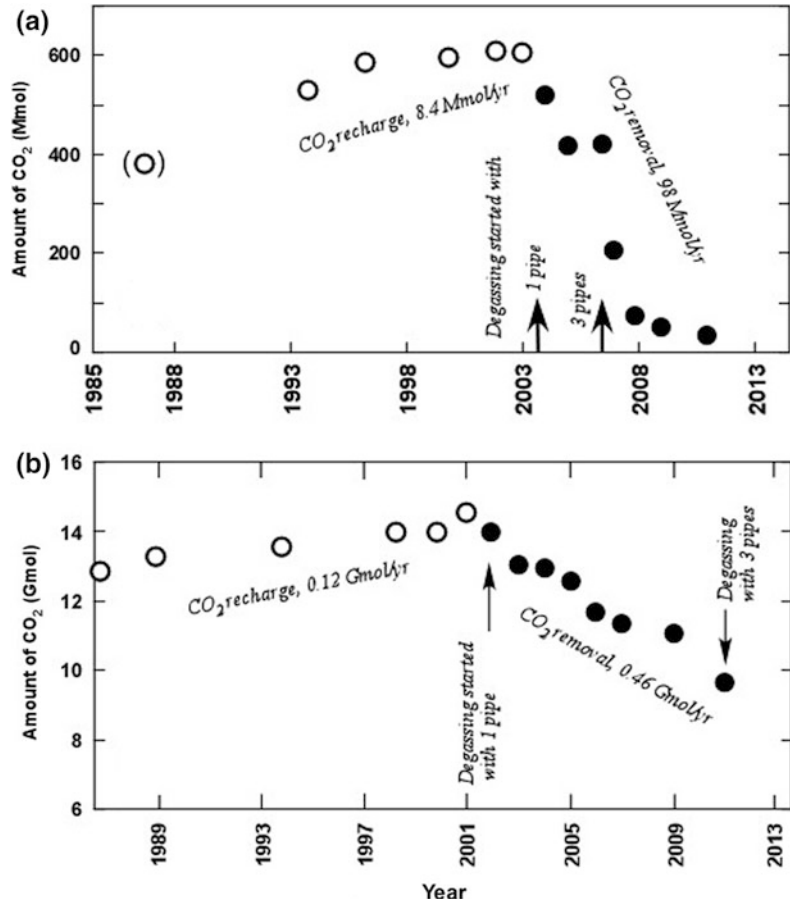 (a)
Amount of CO2 (Mmol)
600
400
200
0
( )
CO2 recharge, 8.4 Mmol/yr
CO2 removal, 98 Mmol/yr
Degassing started with
1 pipe
3 pipes
1985
1988
1993
1998
2003
2008
2013
(b)
Amount of CO2 (Gmol)
16
14
12
10
8
6
CO2 recharge, 0.12 Gmol/yr
Degassing started
with 1 pipe
CO2 removal, 0.46 Gmol/yr
Degassing
with 3 pipes
1989
1993
1997
2001
2005
2009
2013
Year